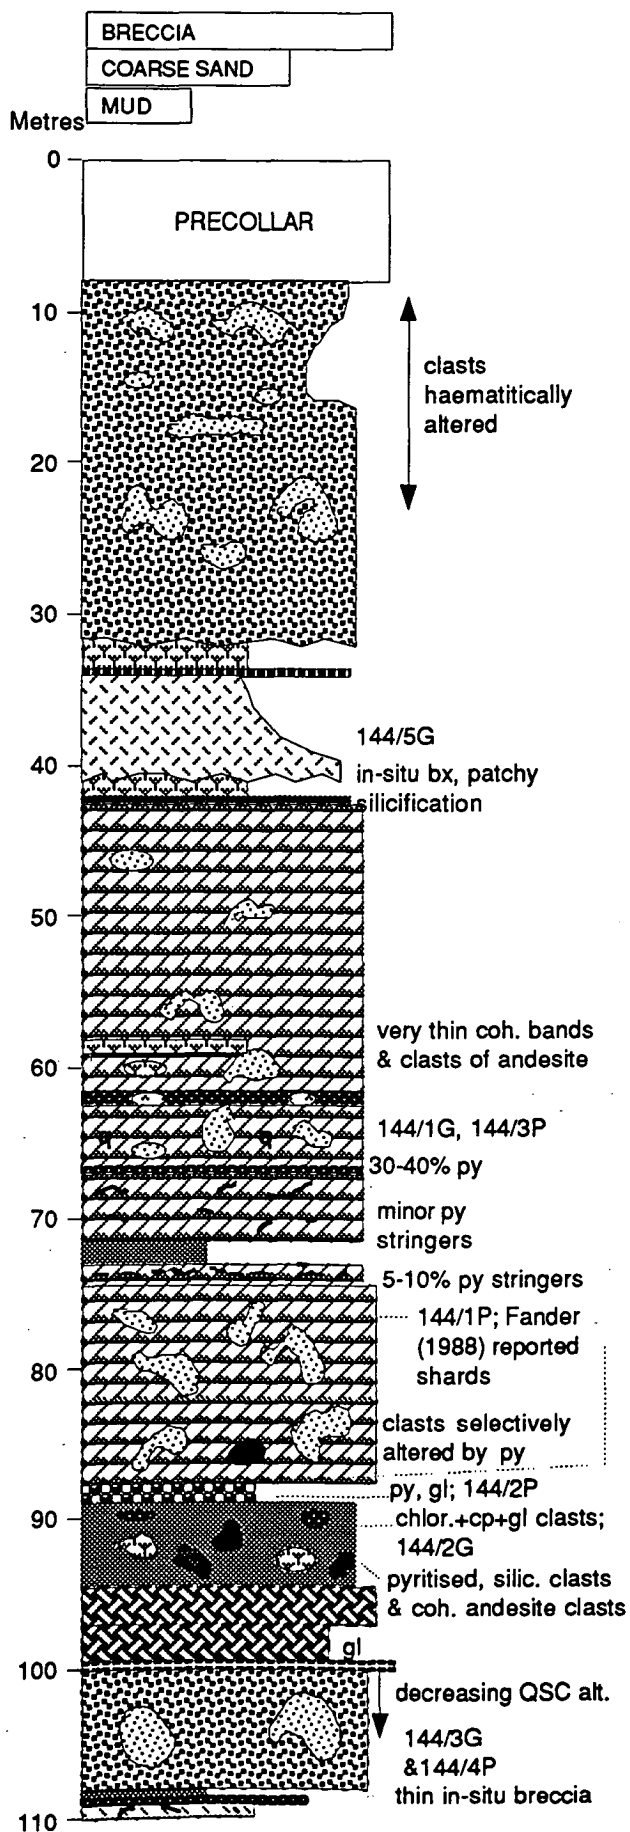 BRECCIA
COARSE SAND
MUD
Metres
0
PRECOLLAR
10
clasts
haematitically
altered
20
30
144/5G
40
in-situ bx, patchy
silicification
50
very thin coh. bands
60
& clasts of andesite
144/1G, 144/3P
30-40% py
70
minor py
stringers
5-10% py stringers
144/1P; Fander
(1988) reported
shards
80
clasts selectively
altered by py
py, gl; 144/2P
90
chlor.+cp+gl clasts;
144/2G
pyritised, silic. clasts
& coh. andesite clasts
gl
100
decreasing QSC alt.
144/3G
&144/4P
thin in-situ breccia
110